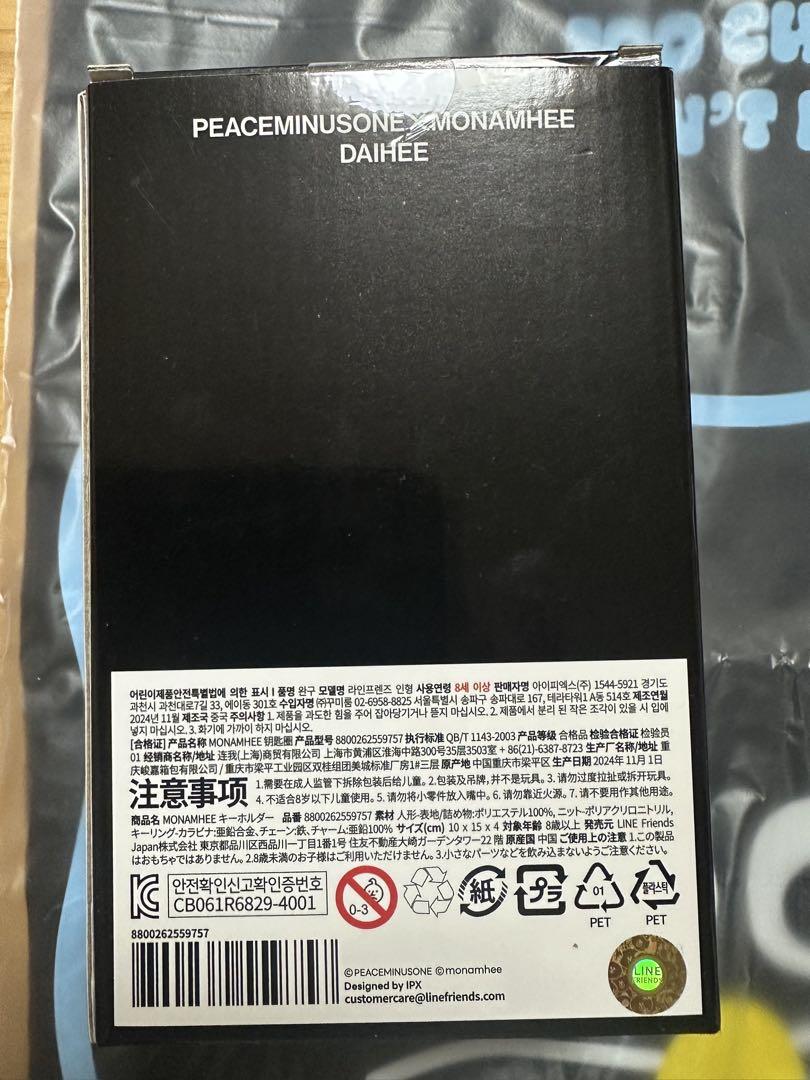 PEACEMINUSONE × MONAMHEE
DAIHEE
어린이제품안전특별법에 의한 표시 I 품명 완구 모델명 라인프렌즈 인형 사용연령 8세 이상 판매자명 아이피엑스(주) 1544-5921 경기도
과천시 과천대로7길 33, 에이동 301호 수입자명 (주)꾸미룸 02-6958-8825 서울특별시 송파구 송파대로 167, 테라타워1 A동 514호 제조연월
2024년 11월 제조국 중국 주의사항 1. 제품을 과도한 힘을 주어 잡아당기거나 뜯지 마십시오. 2. 제품에서 분리 된 작은 조각이 있을 시 입에
넣지 마십시오. 3. 화기에 가까이 하지 마십시오.
[合格证] 产品名称 MONAMHEE 钥匙圈 产品型号 8800262559757 执行标准 QB/T 1143-2003 产品等级 合格品 检验合格证 检验员
01 经销商名称/地址 连我(上海)商贸有限公司 上海市黄浦区淮海中路300号35层3503室 + 86(21)-6387-8723 生产厂名称/地址 重
庆峻嘉箱包有限公司 / 重庆市梁平工业园区双桂组团美城标准厂房1#三层 原产地 中国重庆市梁平区 生产日期 2024年 11月 1日
注意事项 1.需要在成人监管下拆除包装后给儿童。2.包装及吊牌，并不是玩具。3. 请勿过度拉扯或拆开玩具。
4. 不适合8岁以下儿童使用。5. 请勿将小零件放入嘴中。6. 请勿靠近火源。7. 请不要用作其他用途。
商品名 MONAMHEE キーホルダー 品番 8800262559757 素材 人形-表地/詰め物:ポリエステル100%, ニット-ポリアクリロニトリル,
キーリング-カラビナ:亜鉛合金, チェーン:鉄, チャーム:亜鉛100% サイズ(cm) 10 x 15 x 4 対象年齢 8歳以上 発売元 LINE Friends
Japan株式会社 東京都品川区西品川一丁目1番1号 住友不動産大崎ガーデンタワー22 階 原産国 中国 ご使用上の注意 1.この製品
はおもちゃではありません。2.8歳未満のお子様はご利用いただけません。3.小さなパーツなどを飲み込まないようご注意ください。
안전확인신고확인증번호
CB061R6829-4001
0-3
紙
プラ
01
PET
플라스틱
PET
8800262559757
©PEACEMINUSONE ©monamhee
Designed by IPX
customercare@linefriends.com
LINE
FRIENDS